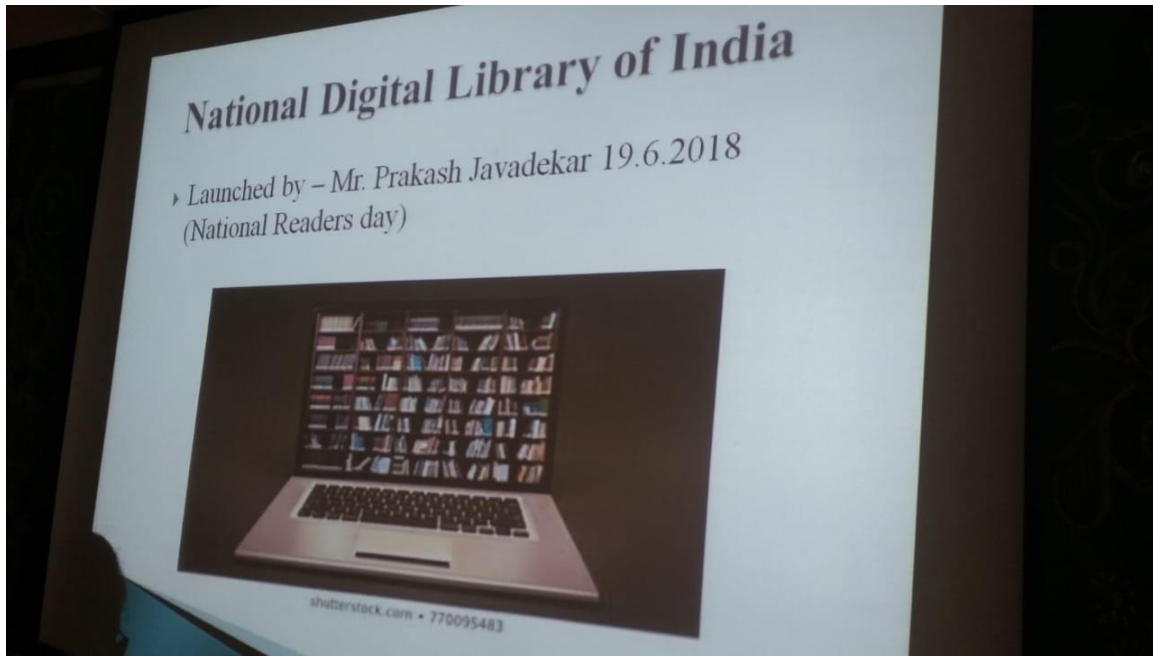 National Digital Library of India
Launched by – Mr. Prakash Javadekar 19.6.2018
(National Readers day)
shutterstock.com • 770095483